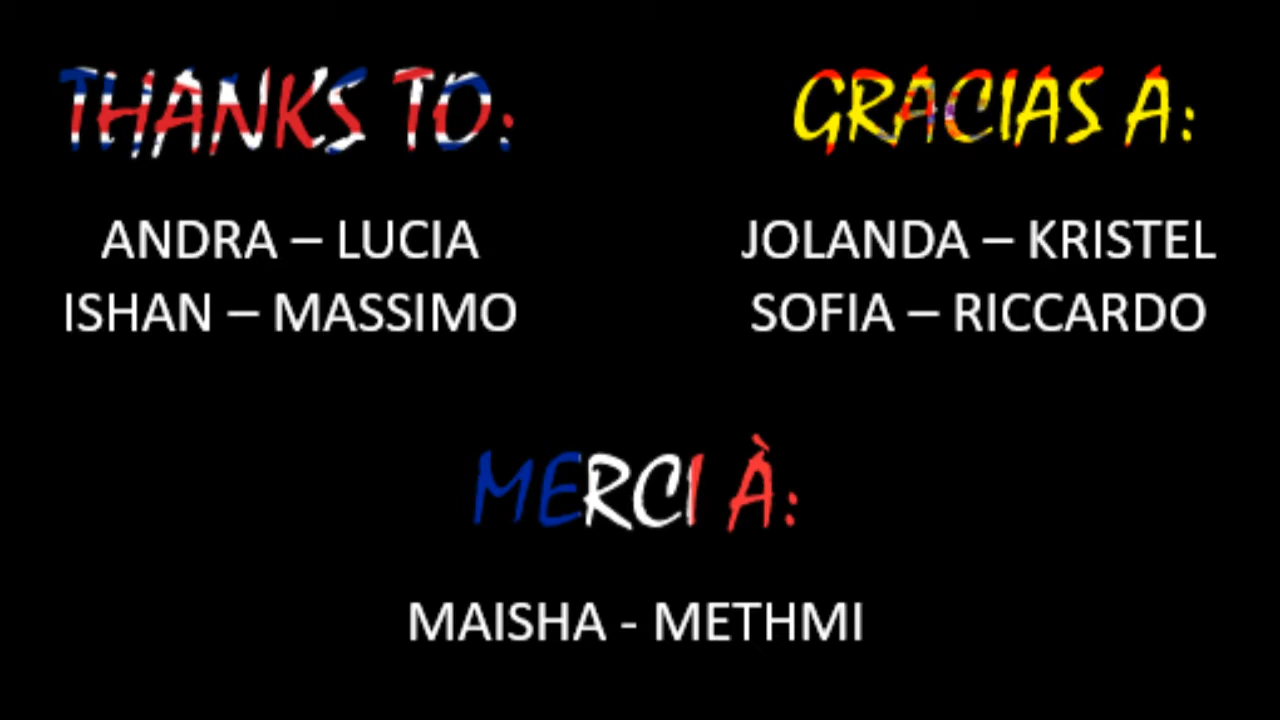 THANKS TO:
ANDRA – LUCIA
ISHAN – MASSIMO
GRACIAS A:
JOLANDA – KRISTEL
SOFIA – RICCARDO
MERCI À:
MAISHA - METHMI